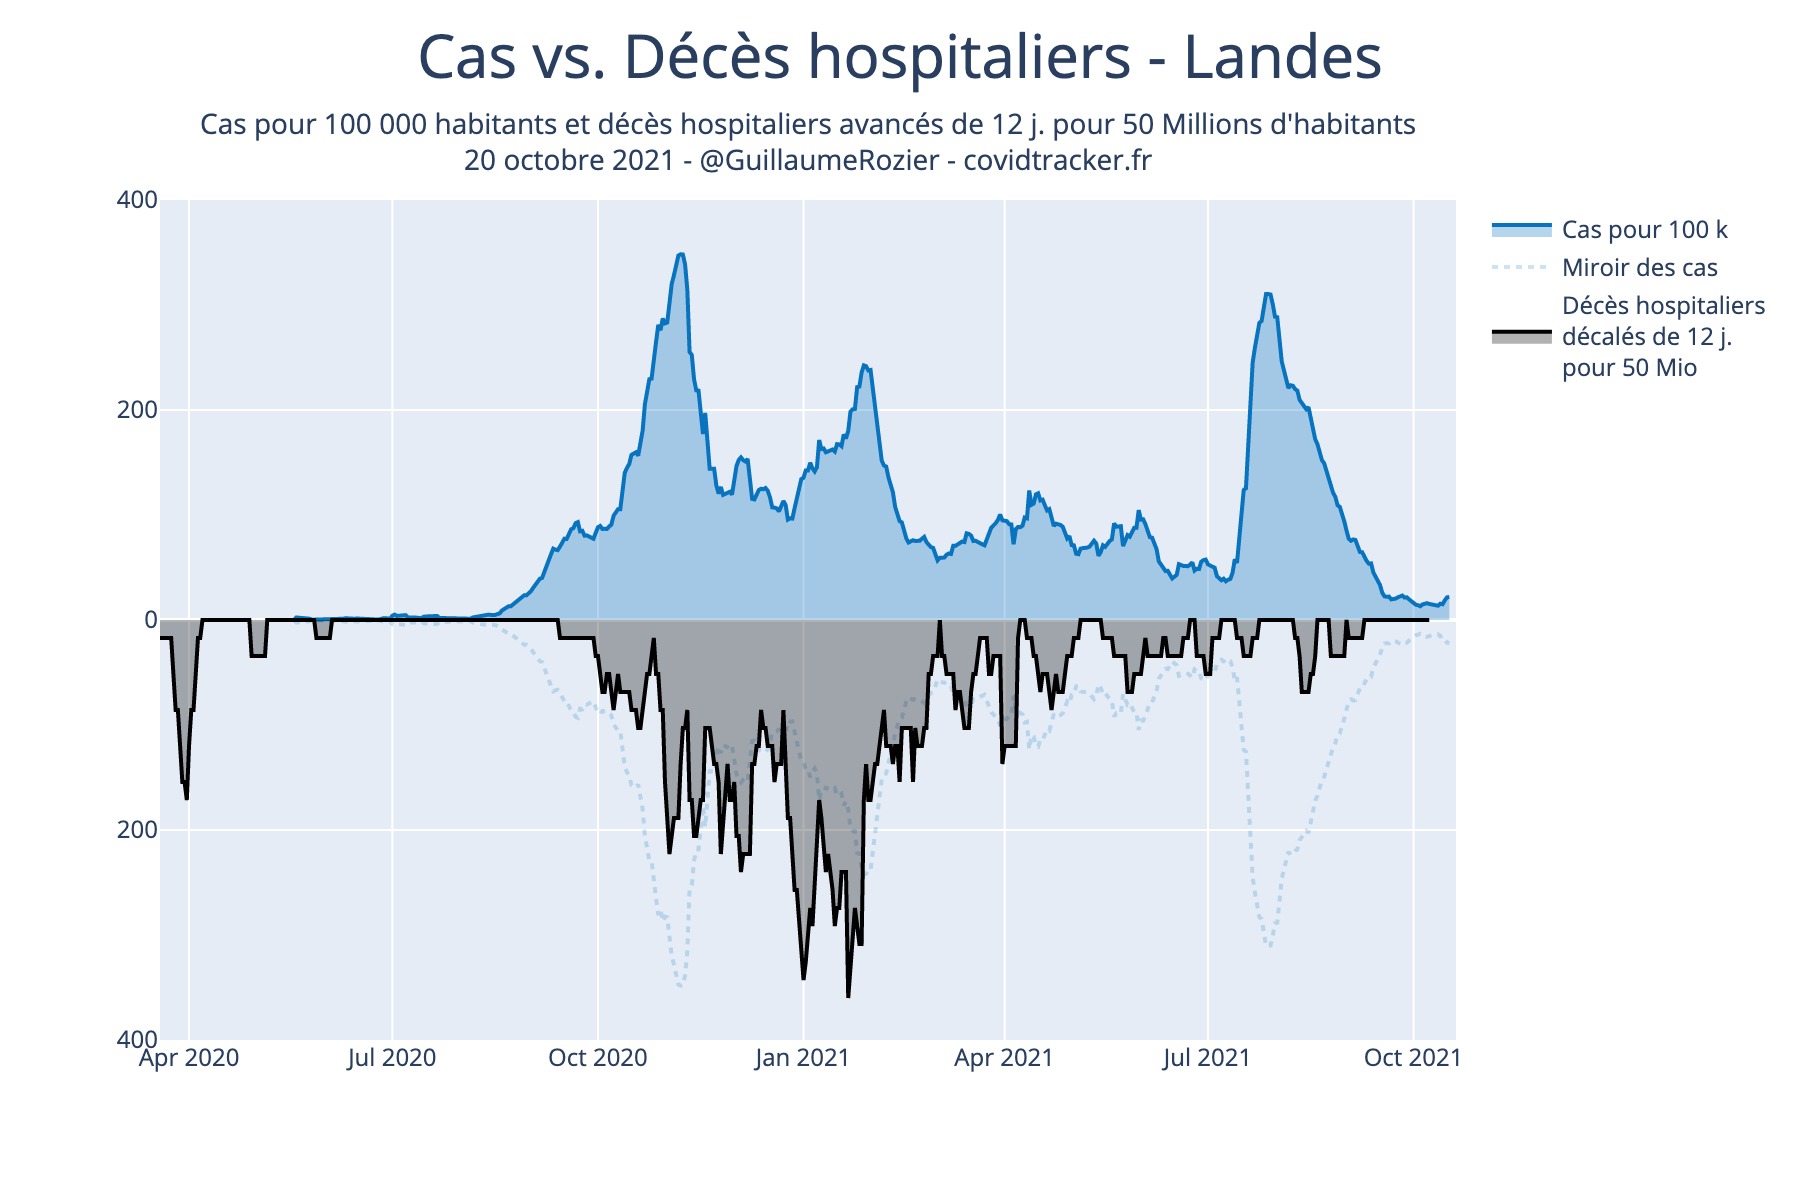 Cas vs. Décès hospitaliers - Landes
Cas pour 100 000 habitants et décès hospitaliers avancés de 12 j. pour 50 Millions d'habitants
20 octobre 2021 - @GuillaumeRozier - covidtracker.fr
400
200
0
200
400
Apr 2020
Jul 2020
Oct 2020
Jan 2021
Apr 2021
Jul 2021
Oct 2021
Cas pour 100 k
Miroir des cas
Décès hospitaliers
décalés de 12 j.
pour 50 Mio